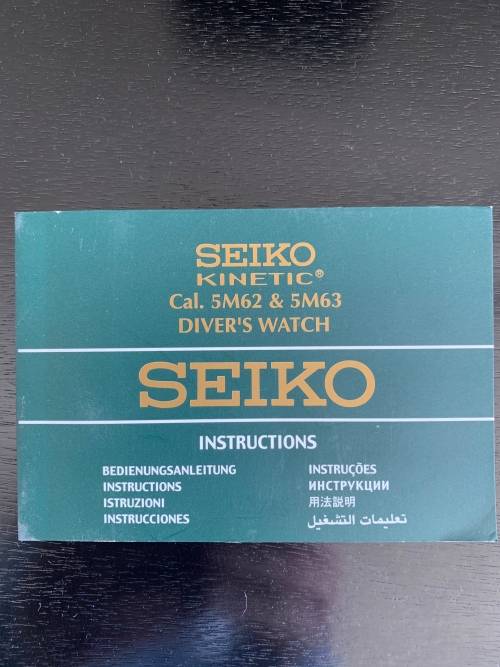 SEIKO
KINETIC®
Cal. 5M62 & 5M63
DIVER'S WATCH
SEIKO
INSTRUCTIONS
BEDIENUNGSANLEITUNG
INSTRUCTIONS
ISTRUZIONI
INSTRUCCIONES
INSTRUÇÕES
ИНСТРУКЦИИ
用法説明
تعليمات التشغيل